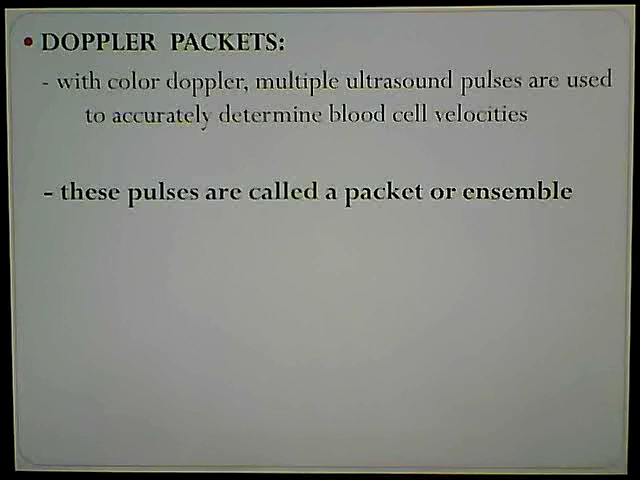 • DOPPLER PACKETS:
- with color doppler, multiple ultrasound pulses are used
to accurately determine blood cell velocities
- these pulses are called a packet or ensemble